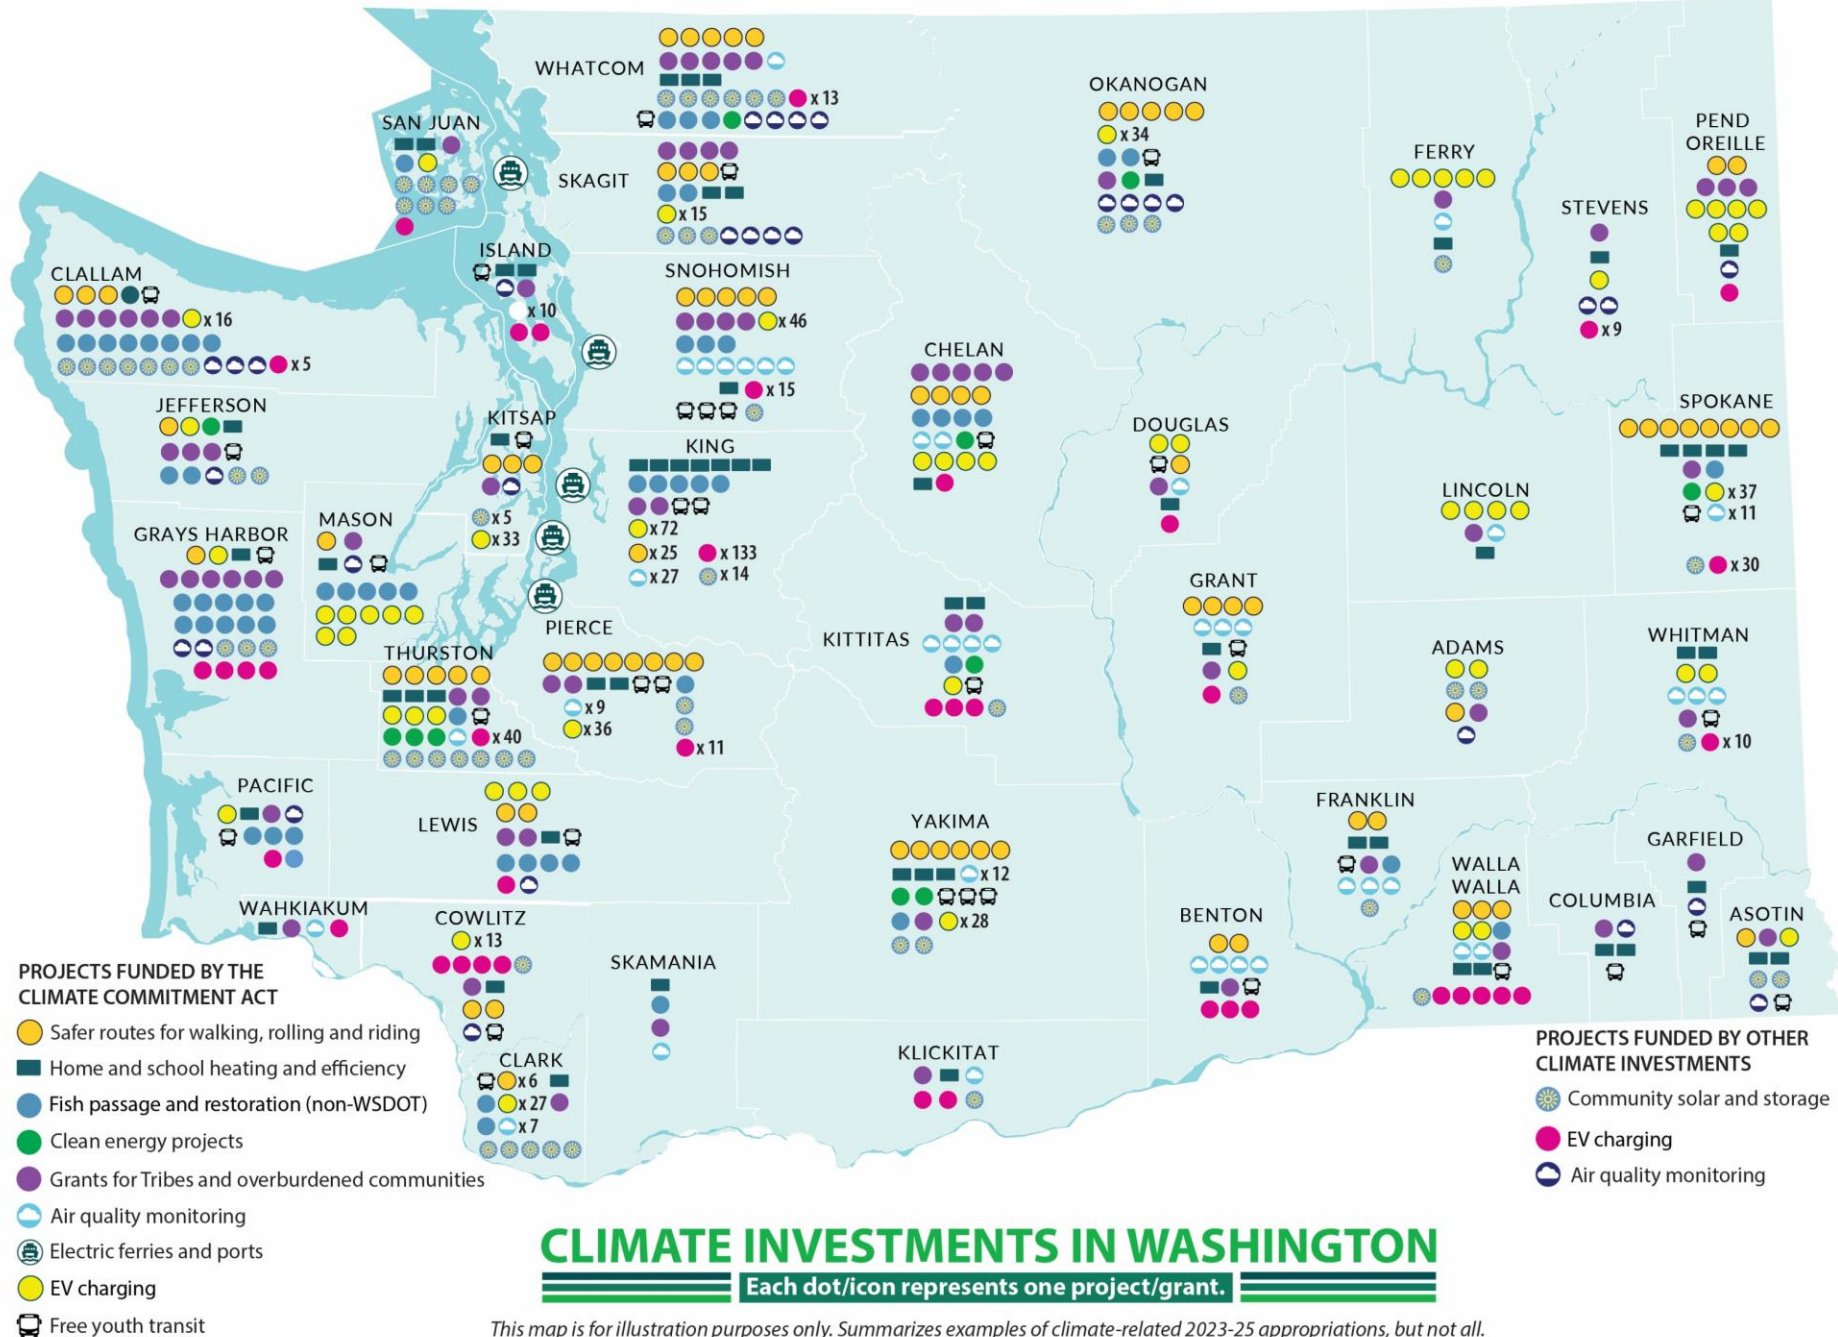 WHATCOM
x 13
SAN JUAN
SKAGIT
x 15
OKANOGAN
x 34
FERRY
STEVENS
x 9
PEND
OREILLE
ISLAND
x 10
CLALLAM
x 16
x 5
SNOHOMISH
x 46
x 15
CHELAN
JEFFERSON
KITSAP
x 5
x 33
KING
x 72
x 25
x 133
x 27
x 14
DOUGLAS
LINCOLN
SPOKANE
x 37
x 11
x 30
GRAYS HARBOR
MASON
THURSTON
x 40
PIERCE
x 9
x 36
x 11
KITTITAS
GRANT
ADAMS
WHITMAN
x 10
PACIFIC
LEWIS
YAKIMA
x 12
x 28
FRANKLIN
WALLA
WALLA
GARFIELD
COLUMBIA
ASOTIN
BENTON
WAHKIAKUM
COWLITZ
x 13
SKAMANIA
CLARK
x 6
x 27
x 7
KLICKITAT
PROJECTS FUNDED BY THE
CLIMATE COMMITMENT ACT
Safer routes for walking, rolling and riding
Home and school heating and efficiency
Fish passage and restoration (non-WSDOT)
Clean energy projects
Grants for Tribes and overburdened communities
Air quality monitoring
Electric ferries and ports
EV charging
Free youth transit
PROJECTS FUNDED BY OTHER
CLIMATE INVESTMENTS
Community solar and storage
EV charging
Air quality monitoring
CLIMATE INVESTMENTS IN WASHINGTON
Each dot/icon represents one project/grant.
This map is for illustration purposes only. Summarizes examples of climate-related 2023-25 appropriations, but not all.